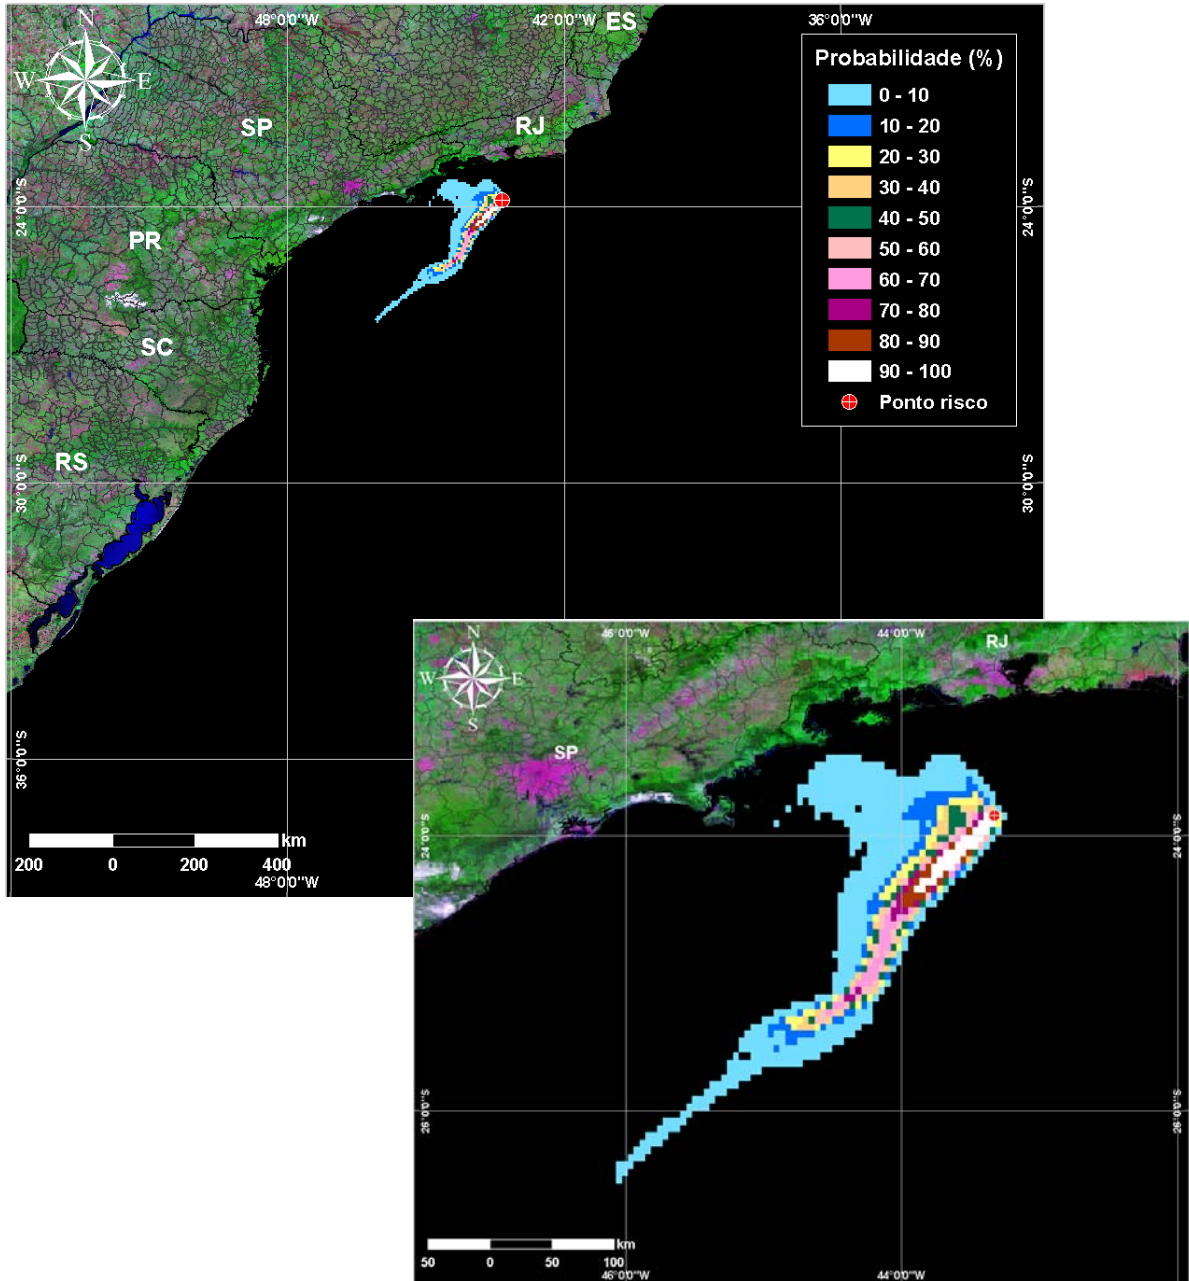 48°0'0"W
42°0'0"W
36°0'0"W
ES
N
W
E
S
SP
RJ
PR
SC
RS
24°0'0"S
30°0'0"S
36°0'0"S
24°0'0"S
30°0'0"S
Probabilidade (%)
0 - 10
10 - 20
20 - 30
30 - 40
40 - 50
50 - 60
60 - 70
70 - 80
80 - 90
90 - 100
Ponto risco
km
200 0 200 400
48°0'0"W
46°0'0"W
44°0'0"W
RJ
N
W
E
S
SP
24°0'0"S
24°0'0"S
26°0'0"S
26°0'0"S
km
50 0 50 100
46°0'0"W
44°0'0"W